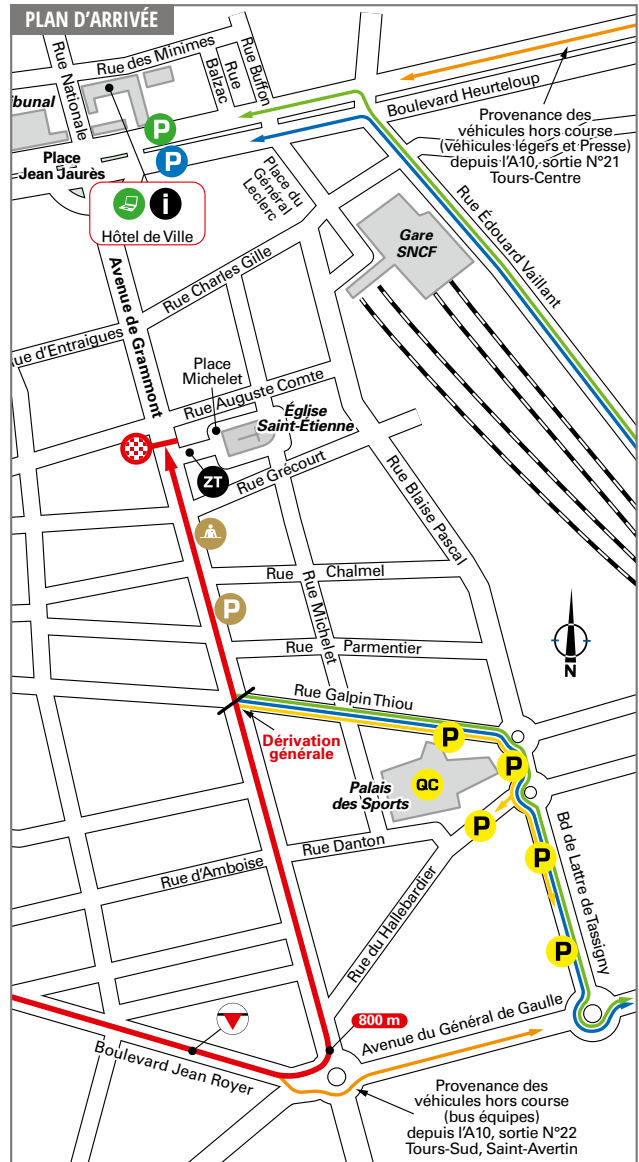 PLAN D'ARRIVÉE
Rue Nationale
Rue des Minimes
Rue
Balzac
Rue Buffon
bunal
P
P
Place
Jean Jaurès
i
Hôtel de Ville
Boulevard Heurteloup
Provenance des
véhicules hors course
(véhicules légers et Presse)
depuis l'A10, sortie N°21
Tours-Centre
Place du
Général
Leclerc
Gare
SNCF
Rue Édouard Vaillant
Avenue de Grammont
Rue Charles Gille
ue d'Entraigues
Place
Michelet
Rue Auguste Comte
Église
Saint-Étienne
ZT
Rue Grécourt
Rue Blaise Pascal
Rue Chalmel
Rue Michelet
P
Rue Parmentier
N
Rue Galpin Thiou
Dérivation
générale
P
P
QC
Palais
des Sports
P
P
P
Rue Danton
Rue d'Amboise
Rue du Hallebardier
Bd de Lattre de Tassigny
800 m
Avenue du Général de Gaulle
Boulevard Jean Royer
Provenance des
véhicules hors course
(bus équipes)
depuis l'A10, sortie N°22
Tours-Sud, Saint-Avertin